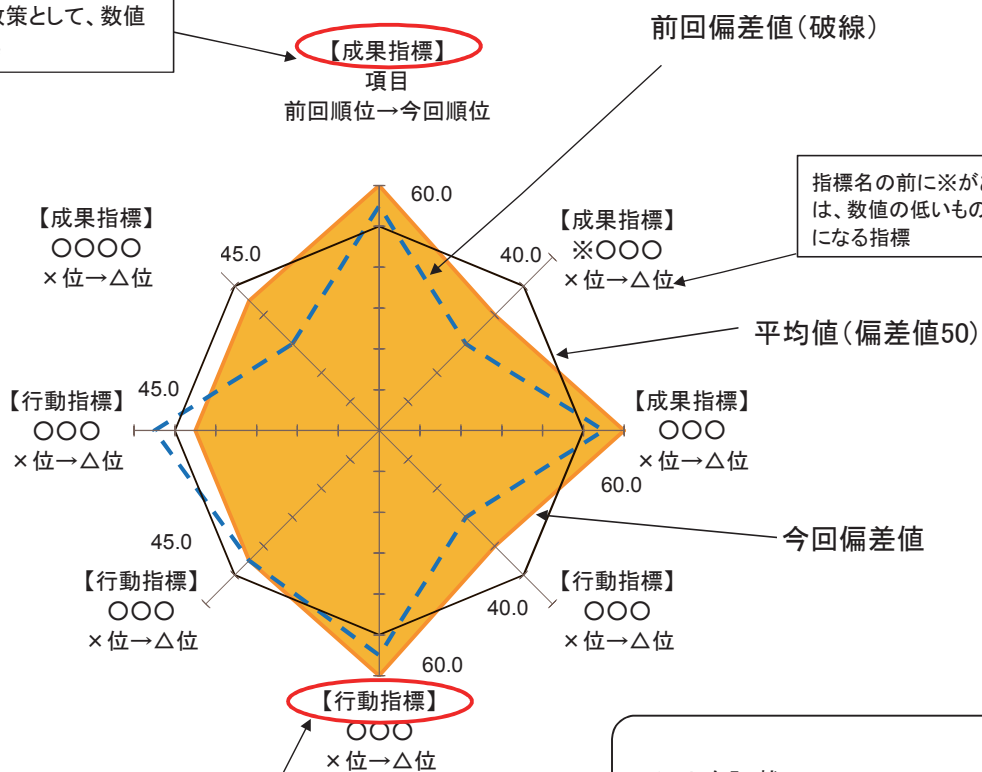 政策として、数値
【成果指標】
項目
前回順位→今回順位
前回偏差値(破線)
指標名の前に※が
は、数値の低いもの
になる指標
60.0
【成果指標】
○○○○
×位→△位
45.0
【成果指標】
※○○○
×位→△位
40.0
平均値(偏差値50)
【行動指標】
○○○
×位→△位
45.0
【成果指標】
○○○
×位→△位
60.0
今回偏差値
【行動指標】
○○○
×位→△位
45.0
【行動指標】
○○○
×位→△位
40.0
60.0
【行動指標】
○○○
×位→△位